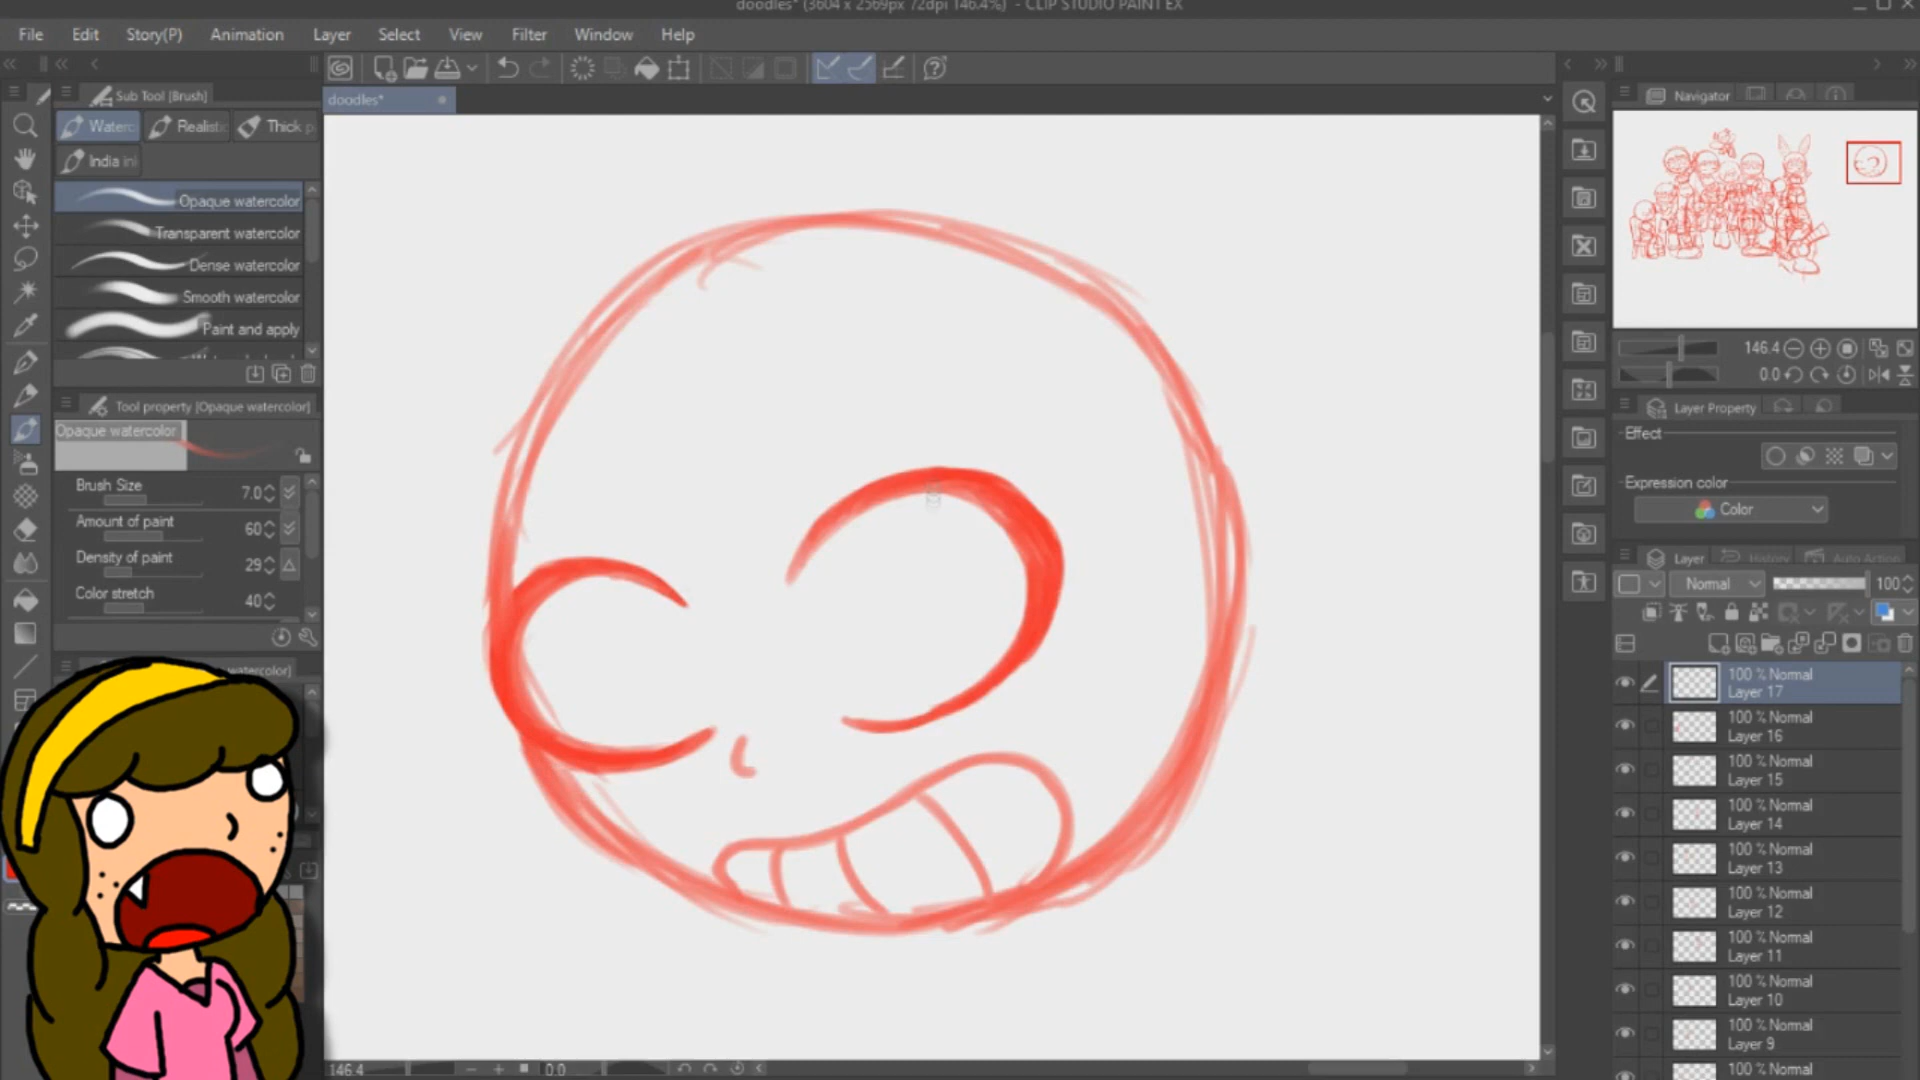 doodles* (3604 x 2569px 72dpi 146.4%) - CLIP STUDIO PAINT EX
File Edit Story(P) Animation Layer Select View Filter Window Help
Sub Tool [Brush]
doodles*
Navigator
Waterc Realistic Thick p
India in
Opaque watercolor
Transparent watercolor
Dense watercolor
Smooth watercolor
Paint and apply
Tool property [Opaque watercolor]
Opaque watercolor
Brush Size 7.0
Amount of paint 60
Density of paint 29
Color stretch 40
watercolor]
146.4
0.0
Layer Property
Effect
Expression color
Color
Layer History Auto Action
Normal 100
100 % Normal
Layer 17
100 % Normal
Layer 16
100 % Normal
Layer 15
100 % Normal
Layer 14
100 % Normal
Layer 13
100 % Normal
Layer 12
100 % Normal
Layer 11
100 % Normal
Layer 10
100 % Normal
Layer 9
146.4 0.0